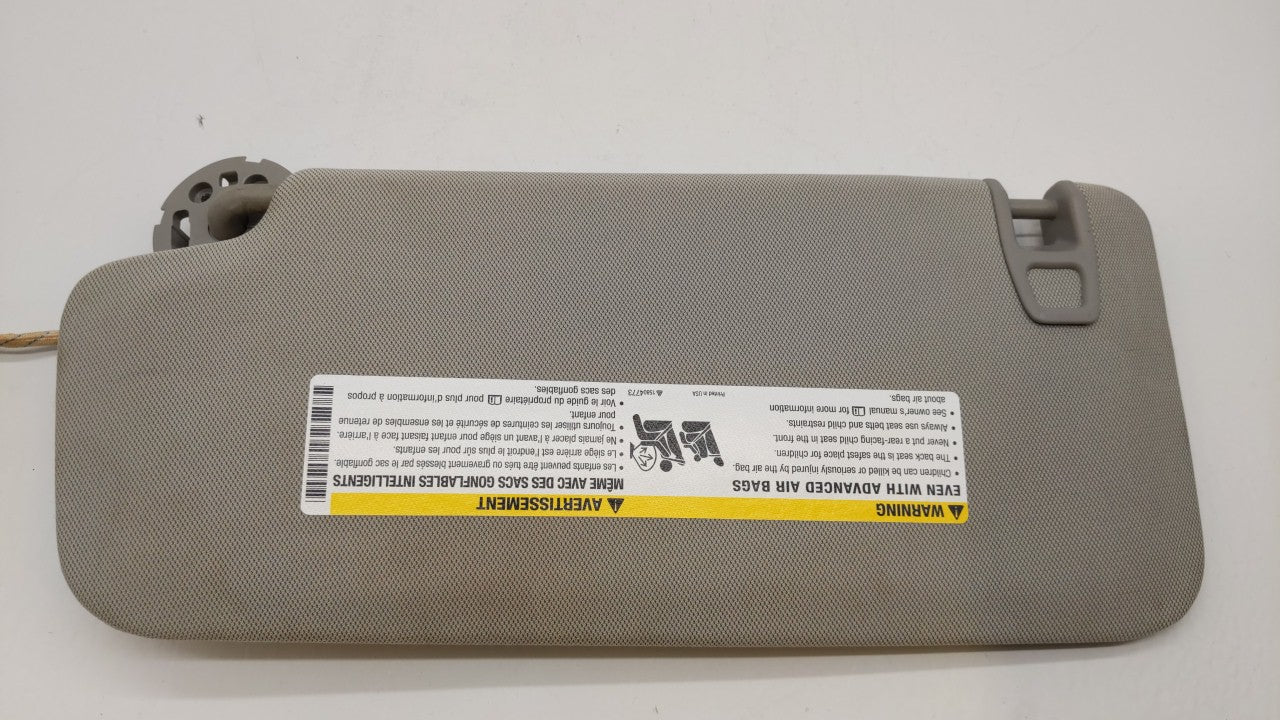 WARNING
EVEN WITH ADVANCED AIR BAGS
• Children can be killed or seriously injured by the air bag.
• The back seat is the safest place for children.
• Never put a rear-facing child seat in the front.
• Always use seat belts and child restraints.
• See owner's manual for more information
about air bags.
Printed in USA
15804773
AVERTISSEMENT
MÊME AVEC DES SACS GONFLABLES INTELLIGENTS
• Les enfants peuvent être tués ou grièvement blessés par le sac gonflable.
• Le siège arrière est l'endroit le plus sûr pour les enfants.
• Ne jamais placer à l'avant un siège pour enfant faisant face à l'arrière.
• Toujours utiliser les ceintures de sécurité et les ensembles de retenue
pour enfant.
• Voir le guide du propriétaire pour plus d'information à propos
des sacs gonflables.